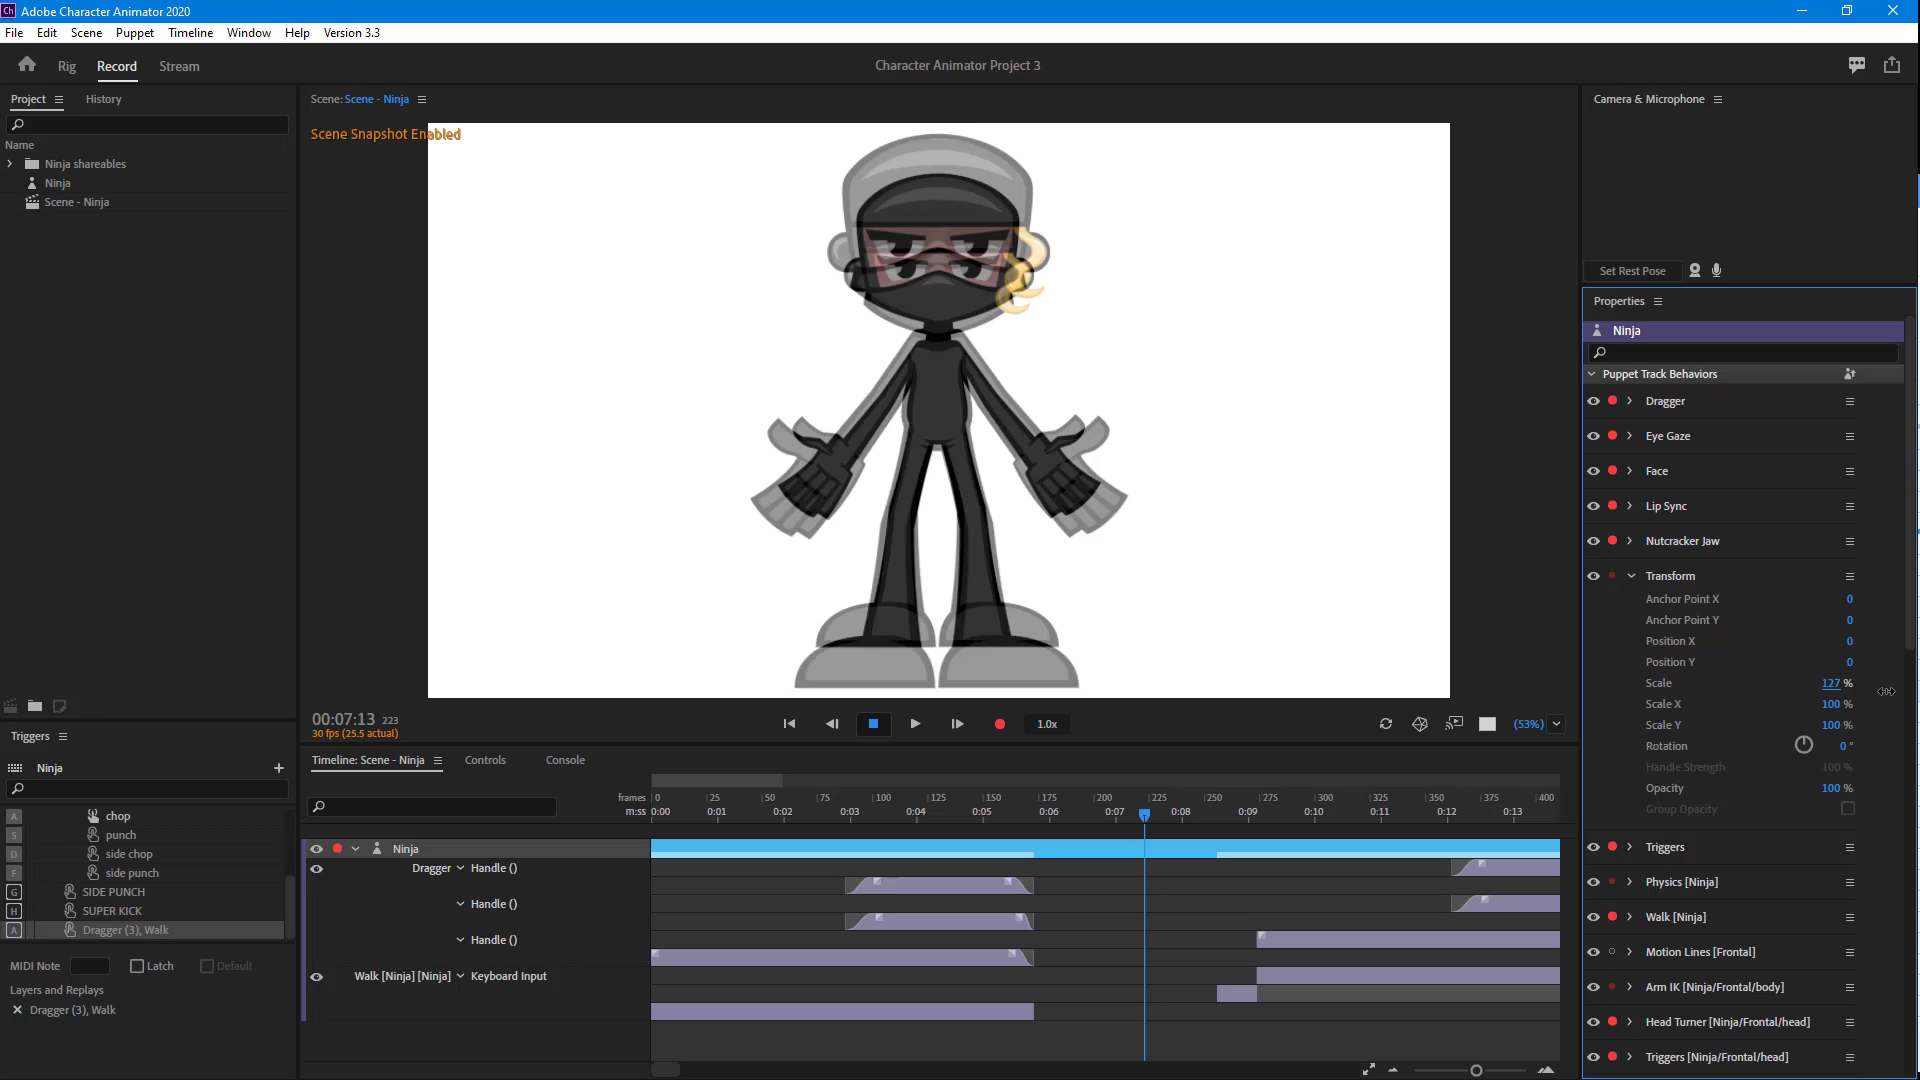 Ch Adobe Character Animator 2020
File Edit Scene Puppet Timeline Window Help Version 3.3
Rig Record Stream
Character Animator Project 3
Project History
Name
Ninja shareables
Ninja
Scene - Ninja
Scene: Scene - Ninja
Scene Snapshot Enabled
00:07:13 223
30 fps (25.5 actual)
1.0x
(53%)
Camera & Microphone
Set Rest Pose
Properties
Ninja
Puppet Track Behaviors
Dragger
Eye Gaze
Face
Lip Sync
Nutcracker Jaw
Transform
Anchor Point X 0
Anchor Point Y 0
Position X 0
Position Y 0
Scale 127 %
Scale X 100 %
Scale Y 100 %
Rotation 0 °
Handle Strength 100 %
Opacity 100 %
Group Opacity
Triggers
Physics [Ninja]
Walk [Ninja]
Motion Lines [Frontal]
Arm IK [Ninja/Frontal/body]
Head Turner [Ninja/Frontal/head]
Triggers [Ninja/Frontal/head]
Triggers
Ninja
A chop
S punch
D side chop
F side punch
G SIDE PUNCH
H SUPER KICK
A Dragger (3), Walk
MIDI Note Latch Default
Layers and Replays
Dragger (3), Walk
Timeline: Scene - Ninja Controls Console
frames 0 25 50 75 100 125 150 175 200 225 250 275 300 325 350 375 400
m:ss 0:00 0:01 0:02 0:03 0:04 0:05 0:06 0:07 0:08 0:09 0:10 0:11 0:12 0:13
Ninja
Dragger Handle ()
Handle ()
Handle ()
Walk [Ninja] [Ninja] Keyboard Input